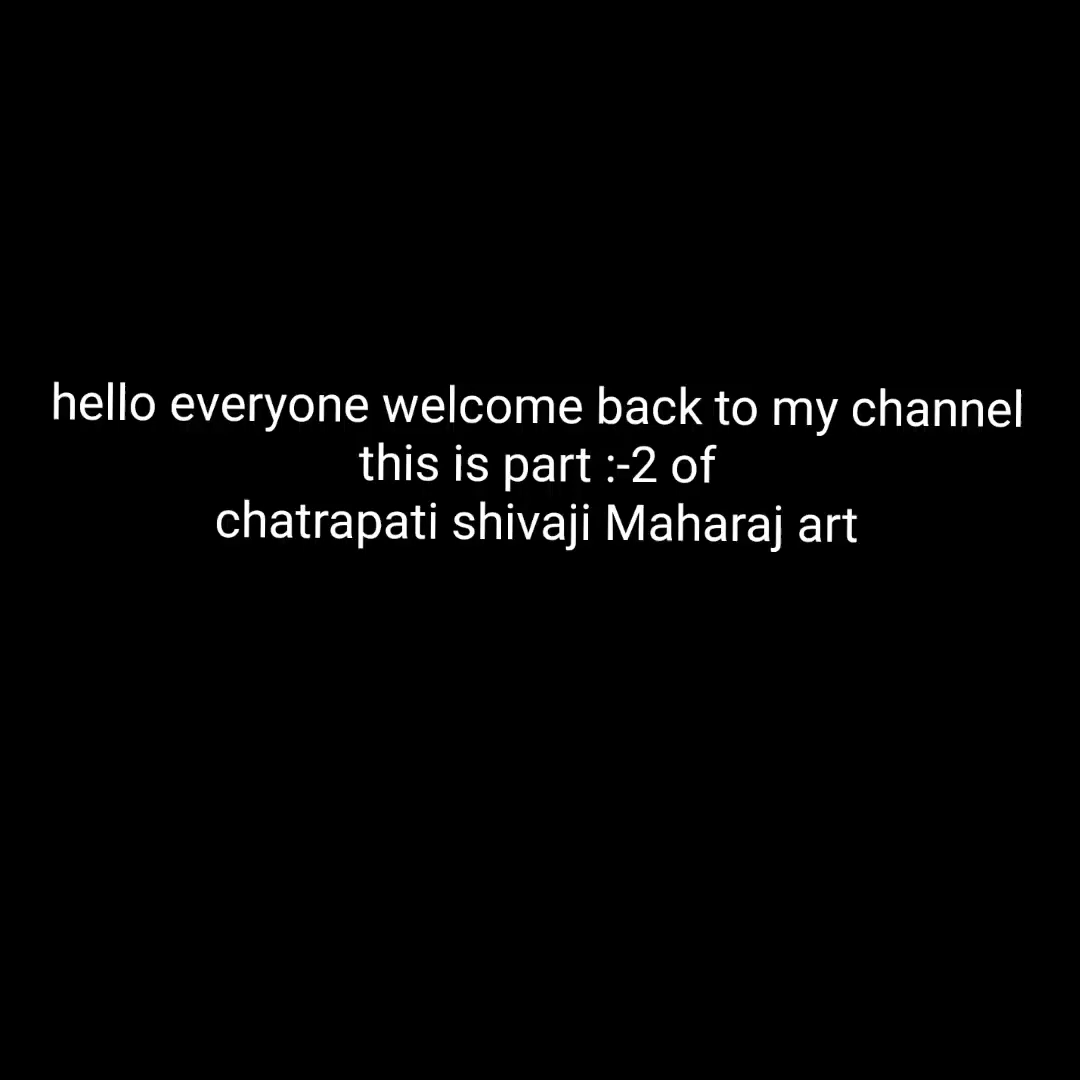 hello everyone welcome back to my channel
this is part :-2 of
chatrapati shivaji Maharaj art